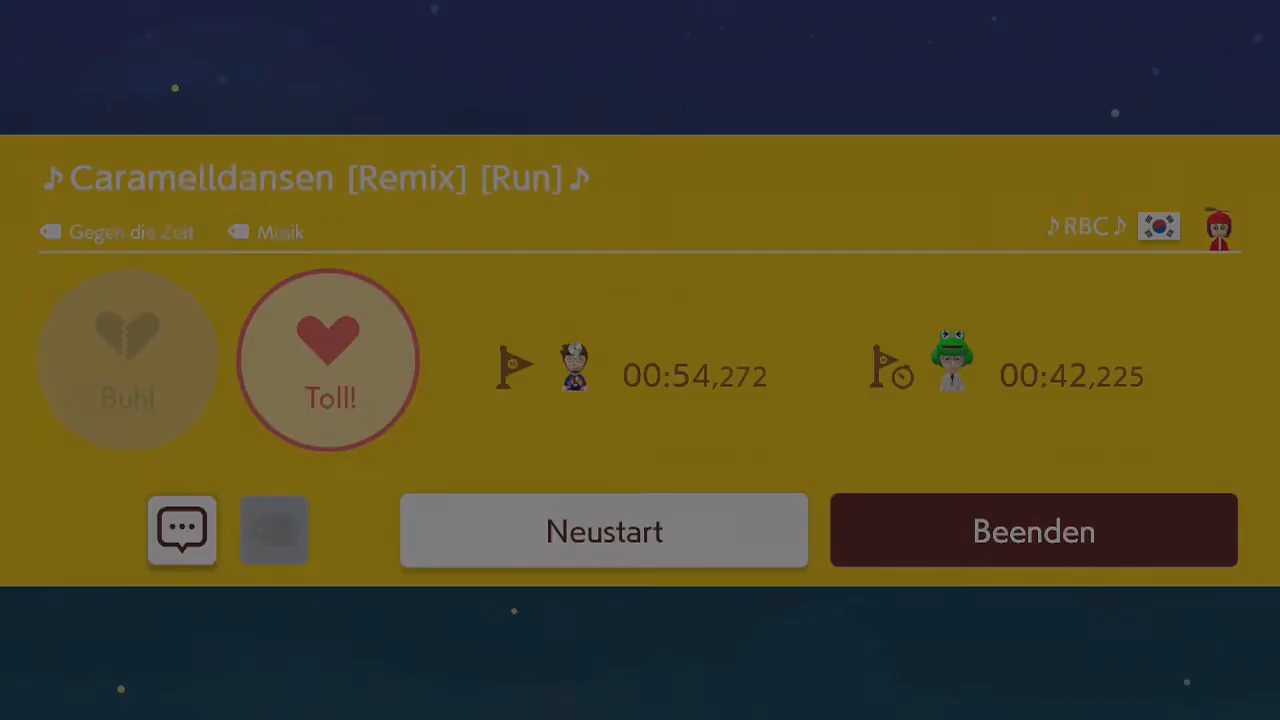 ♪Caramelldansen [Remix] [Run]♪
Gegen die Zeit Musik
♪RBC♪
Buh! Toll!
00:54,272 00:42,225
Neustart Beenden